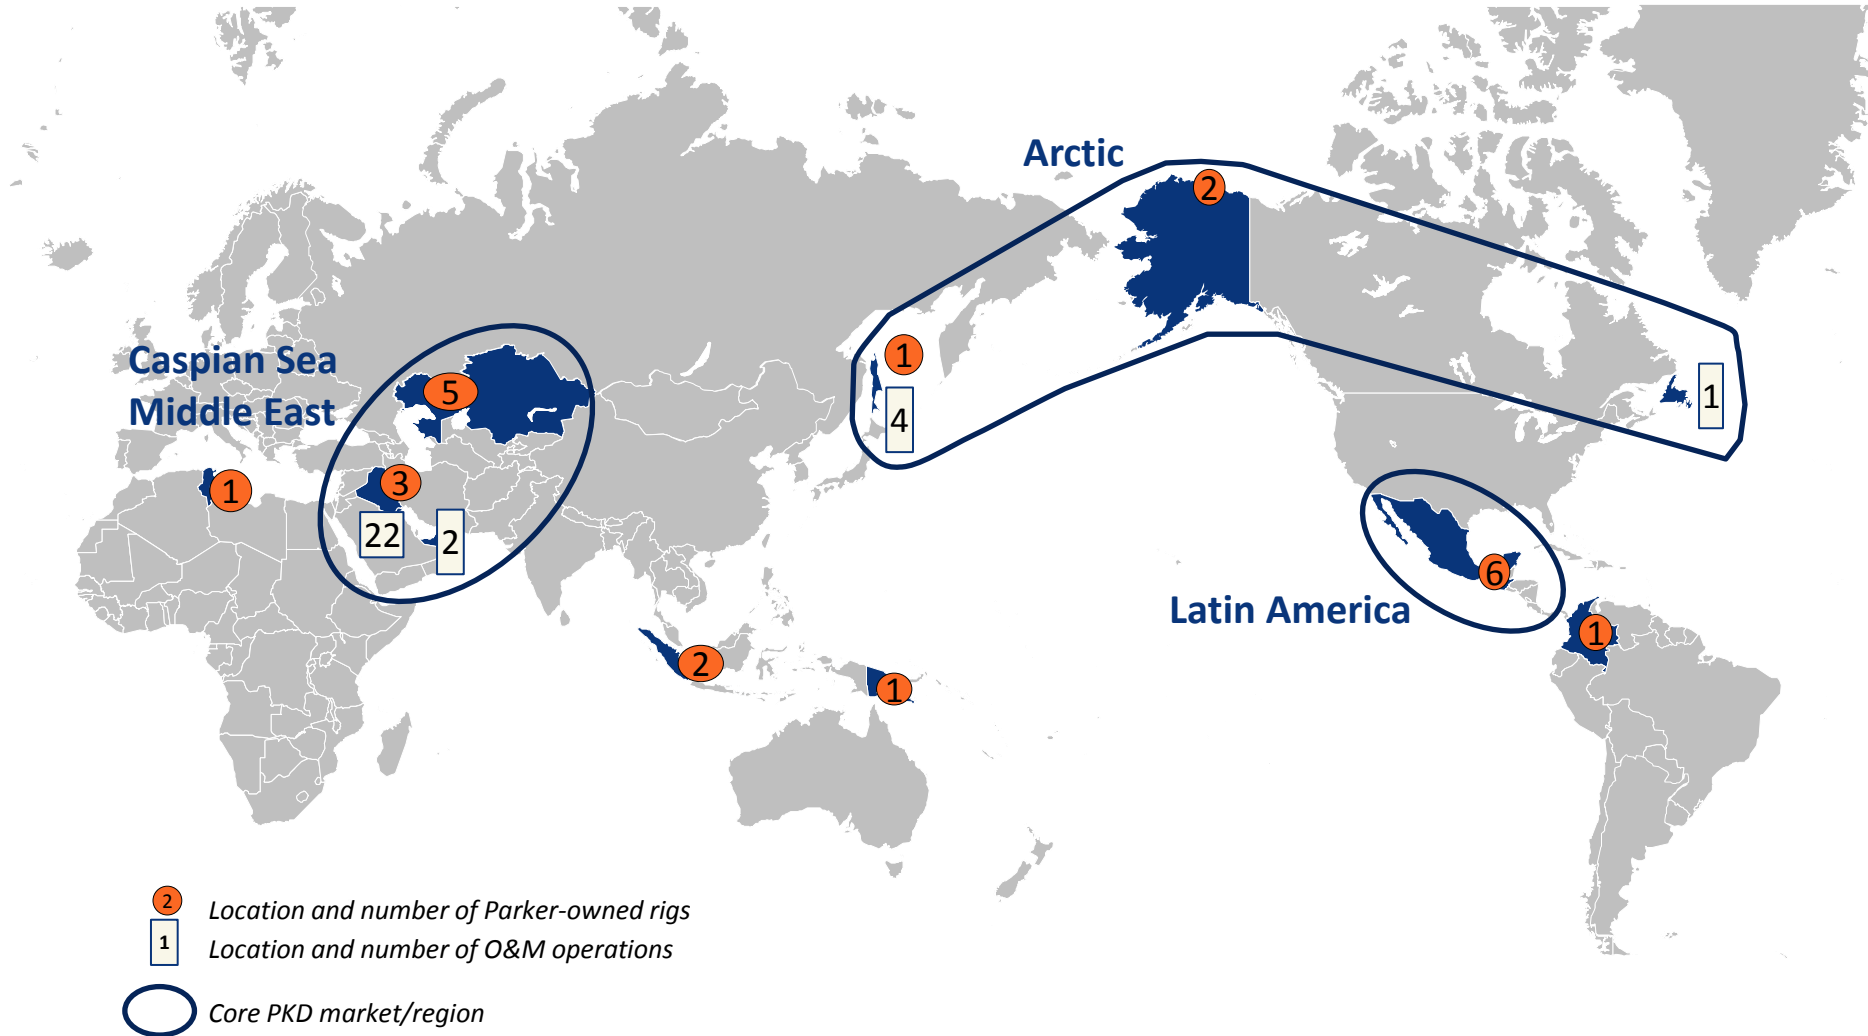 Arctic
2
Caspian Sea
Middle East
1
5
4
1
3
1
22
2
6
Latin America
1
2
1
2
Location and number of Parker-owned rigs
1
Location and number of O&M operations
Core PKD market/region